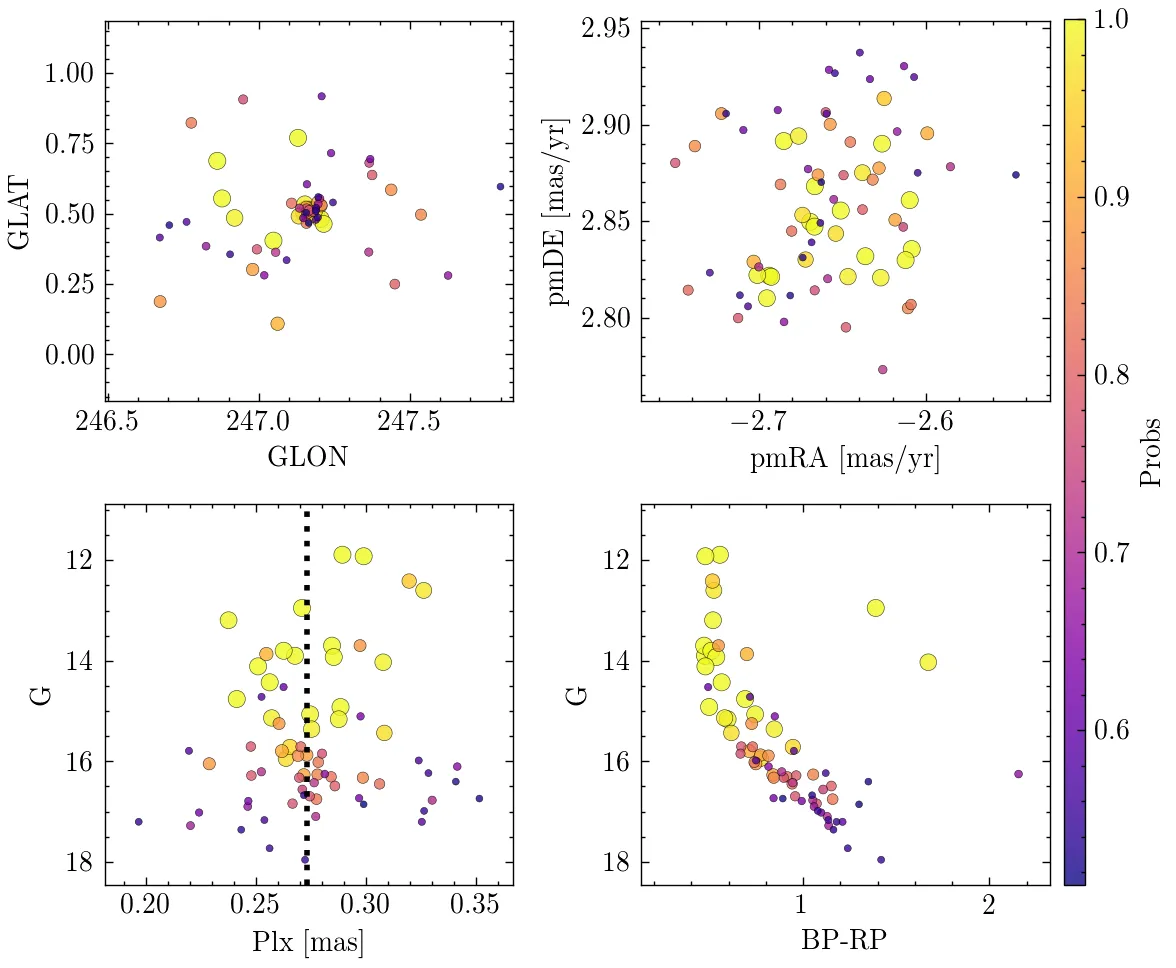 1.00
0.75
0.50
0.25
0.00
GLAT
246.5 247.0 247.5
GLON
2.95
2.90
2.85
2.80
pmDE [mas/yr]
−2.7 −2.6
pmRA [mas/yr]
12
14
16
18
G
0.20 0.25 0.30 0.35
Plx [mas]
12
14
16
18
G
1 2
BP-RP
1.0
0.9
0.8
0.7
0.6
Probs